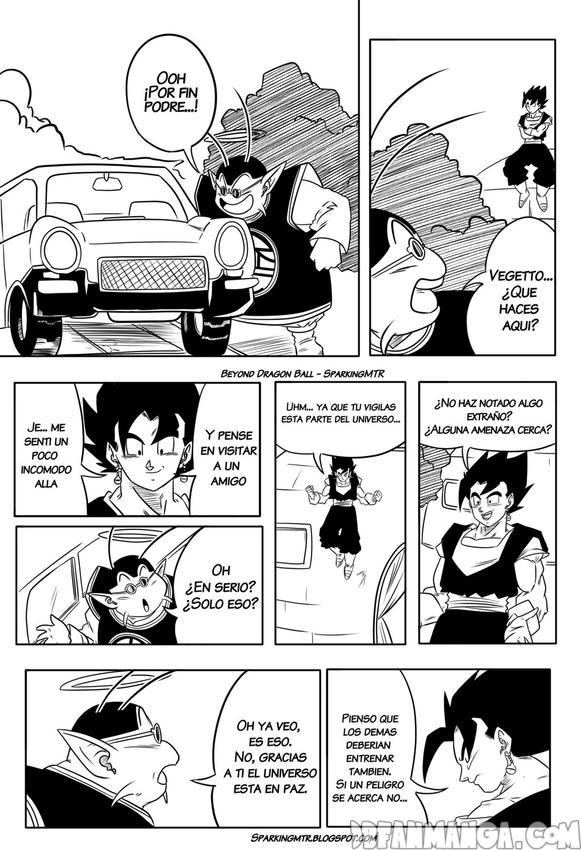 OOH
¡POR FIN
PODRE...!
VEGETTO...
¿QUE
HACES
AQUI?
BEYOND DRAGON BALL - SPARKINGMTR
JE... ME
SENTI UN
POCO
INCOMODO
ALLA
Y PENSE
EN VISITAR
A UN
AMIGO
OH
¿EN SERIO?
¿SOLO ESO?
UHM... YA QUE TU VIGILAS
ESTA PARTE DEL UNIVERSO...
¿NO HAZ NOTADO ALGO
EXTRAÑO?
¿ALGUNA AMENAZA CERCA?
OH YA VEO,
ES ESO.
NO, GRACIAS
A TI EL UNIVERSO
ESTA EN PAZ.
PIENSO QUE
LOS DEMAS
DEBERIAN
ENTRENAR
TAMBIEN.
SI UN PELIGRO
SE ACERCA NO...
SPARKINGMTR.BLOGSPOT.COM
IDFANMANGA.COM